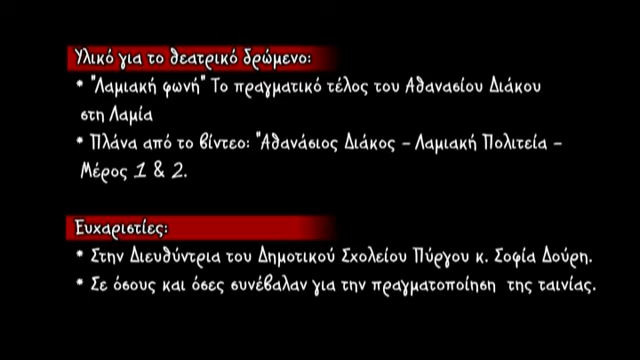 Υλικό για το θεατρικό δρώμενο:
* "Λαμιακή φωνή" Το πραγματικό τέλος του Αθανασίου Διάκου
στη Λαμία
* Πλάνα από το βίντεο: "Αθανάσιος Διάκος – Λαμιακή Πολιτεία –
Μέρος 1 & 2.
Ευχαριστίες:
* Στην Διευθύντρια του Δημοτικού Σχολείου Πύργου κ. Σοφία Δούρη.
* Σε όσους και όσες συνέβαλαν για την πραγματοποίηση της ταινίας.